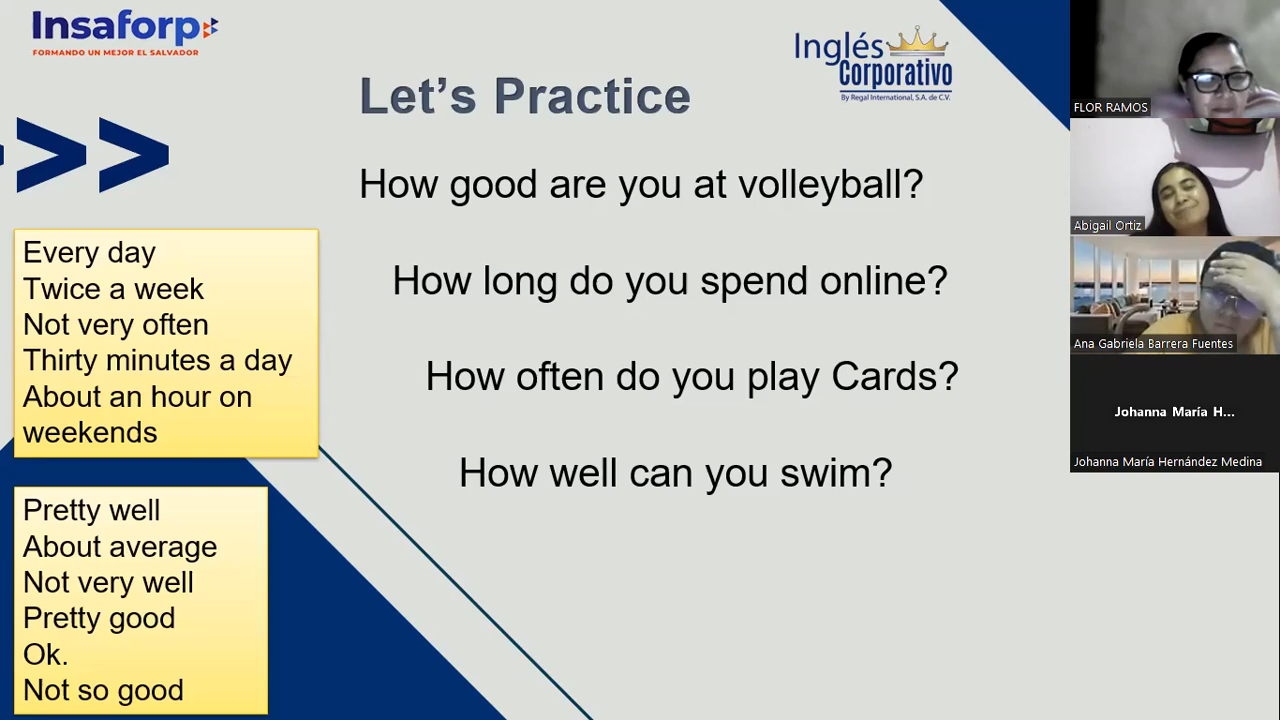 Insaforp
FORMANDO UN MEJOR EL SALVADOR
Inglés
Corporativo
By Regal International, S.A. de C.V.
Let's Practice
How good are you at volleyball?
How long do you spend online?
How often do you play Cards?
How well can you swim?
Every day
Twice a week
Not very often
Thirty minutes a day
About an hour on
weekends
Pretty well
About average
Not very well
Pretty good
Ok.
Not so good
FLOR RAMOS
Abigail Ortiz
Ana Gabriela Barrera Fuentes
Johanna María H...
Johanna María Hernández Medina